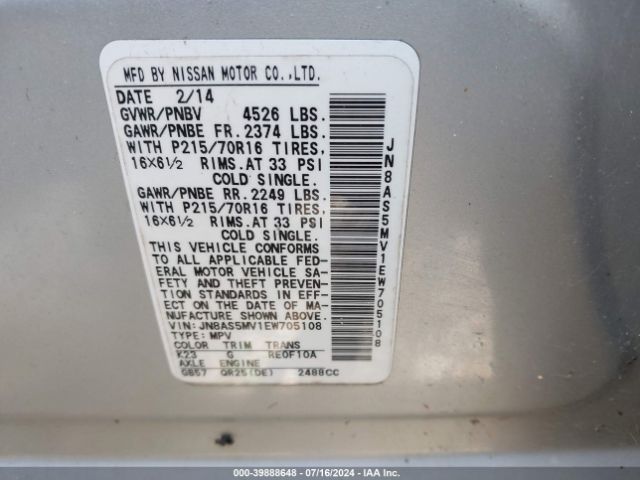 MFD BY NISSAN MOTOR CO.,LTD.
DATE 2/14
GVWR/PNBV 4526 LBS.
GAWR/PNBE FR. 2374 LBS.
WITH P215/70R16 TIRES,
16X6½ RIMS.AT 33 PSI
COLD SINGLE.
GAWR/PNBE RR. 2249 LBS.
WITH P215/70R16 TIRES,
16X6½ RIMS.AT 33 PSI
COLD SINGLE.
THIS VEHICLE CONFORMS
TO ALL APPLICABLE FED-
ERAL MOTOR VEHICLE SA-
FETY AND THEFT PREVEN-
TION STANDARDS IN EFF-
ECT ON THE DATE OF MA-
NUFACTURE SHOWN ABOVE.
VIN: JN8AS5MV1EW705108
TYPE: MPV
COLOR TRIM TRANS
K23 G RE0F10A
AXLE ENGINE
GB57 QR25(DE) 2488CC
JN8AS5MV1EW705108
000-39888648 - 07/16/2024 - IAA Inc.